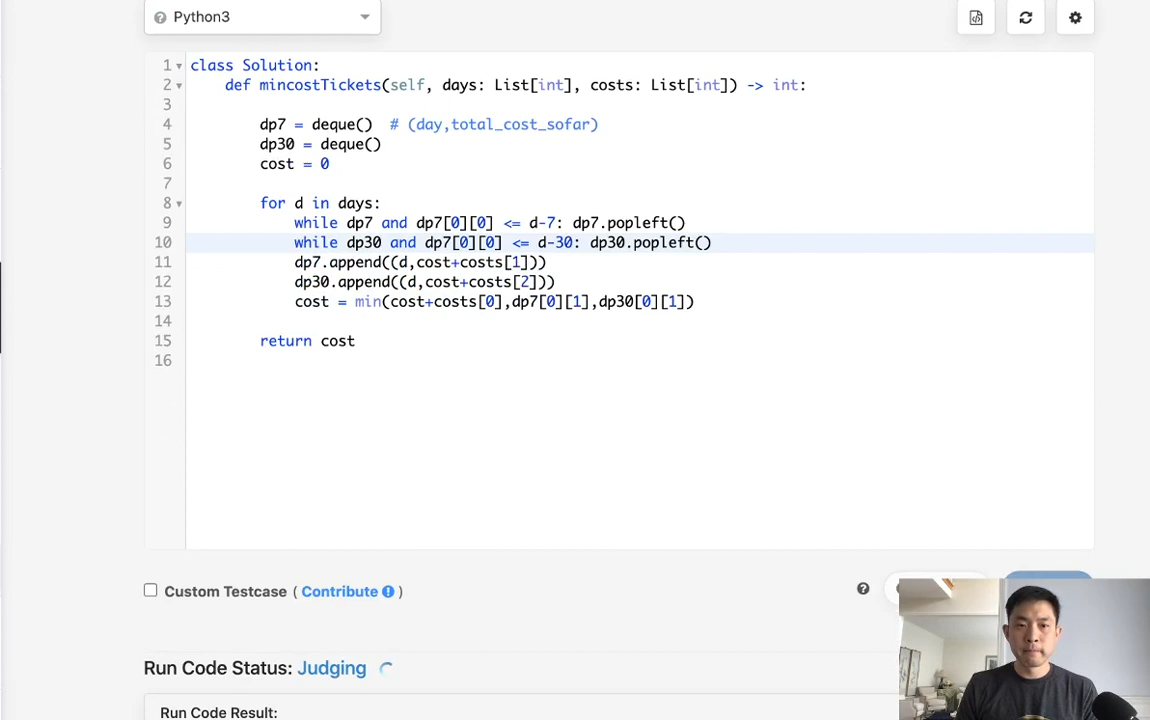 Python3
1 class Solution:
2 def mincostTickets(self, days: List[int], costs: List[int]) -> int:
3
4 dp7 = deque() # (day,total_cost_sofar)
5 dp30 = deque()
6 cost = 0
7
8 for d in days:
9 while dp7 and dp7[0][0] <= d-7: dp7.popleft()
10 while dp30 and dp7[0][0] <= d-30: dp30.popleft()
11 dp7.append((d,cost+costs[1]))
12 dp30.append((d,cost+costs[2]))
13 cost = min(cost+costs[0],dp7[0][1],dp30[0][1])
14
15 return cost
16
Custom Testcase ( Contribute )
Run Code Status: Judging
Run Code Result: